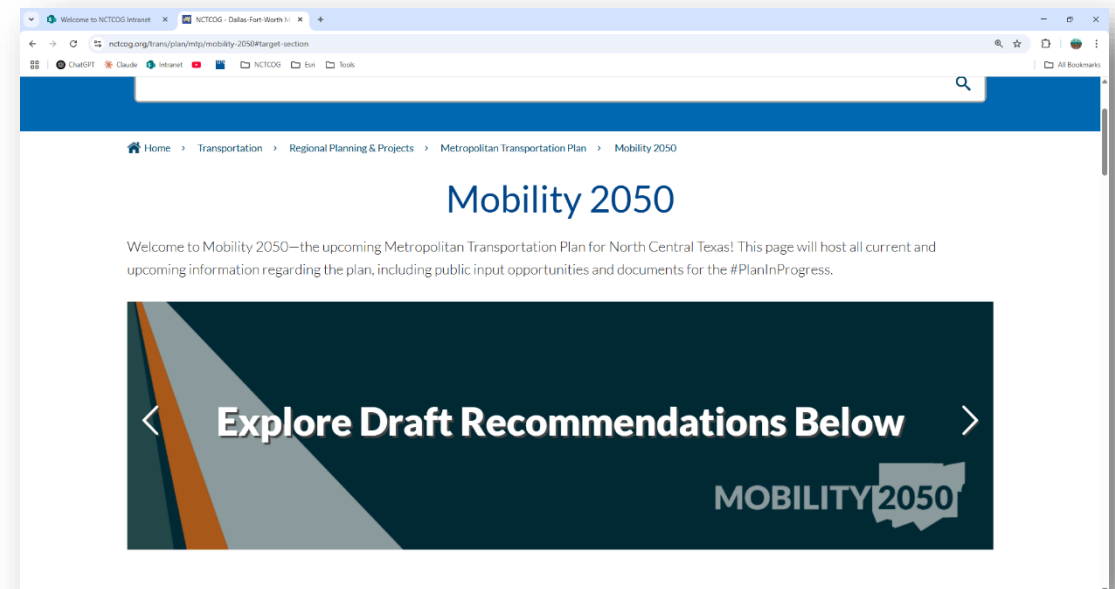 Welcome to NCTCOG Intranet
NCTCOG - Dallas-Fort-Worth M
nctcog.org/trans/plan/mtp/mobility-2050#target-section
ChatGPT Claude Intranet NCTCOG Esri Tools All Bookmarks
Home > Transportation > Regional Planning & Projects > Metropolitan Transportation Plan > Mobility 2050
Mobility 2050
Welcome to Mobility 2050—the upcoming Metropolitan Transportation Plan for North Central Texas! This page will host all current and
upcoming information regarding the plan, including public input opportunities and documents for the #PlanInProgress.
Explore Draft Recommendations Below
MOBILITY 2050